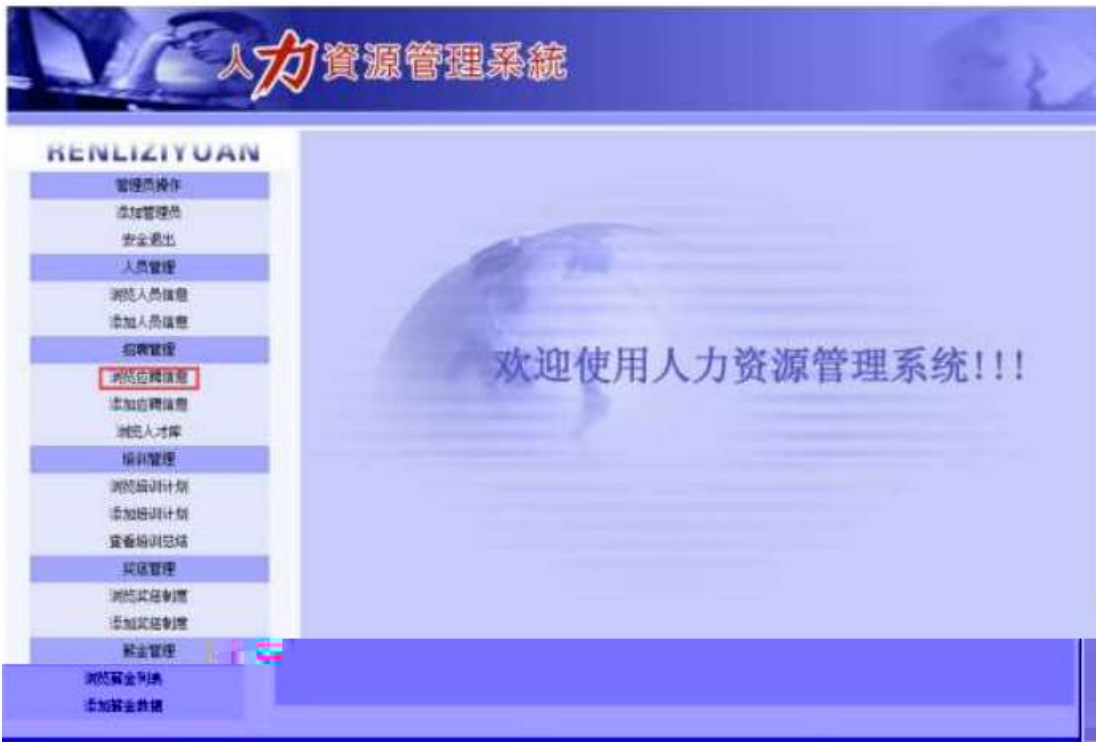 人力資源管理系統
RENLIZIYUAN
管理员操作
添加管理员
安全退出
人员管理
浏览人员信息
添加人员信息
招聘管理
浏览应聘信息
添加应聘信息
浏览人才库
培训管理
浏览培训计划
添加培训计划
查看培训总结
奖惩管理
浏览奖惩制度
添加奖惩制度
薪金管理
浏览薪金列表
添加薪金数据
欢迎使用人力资源管理系统!!!